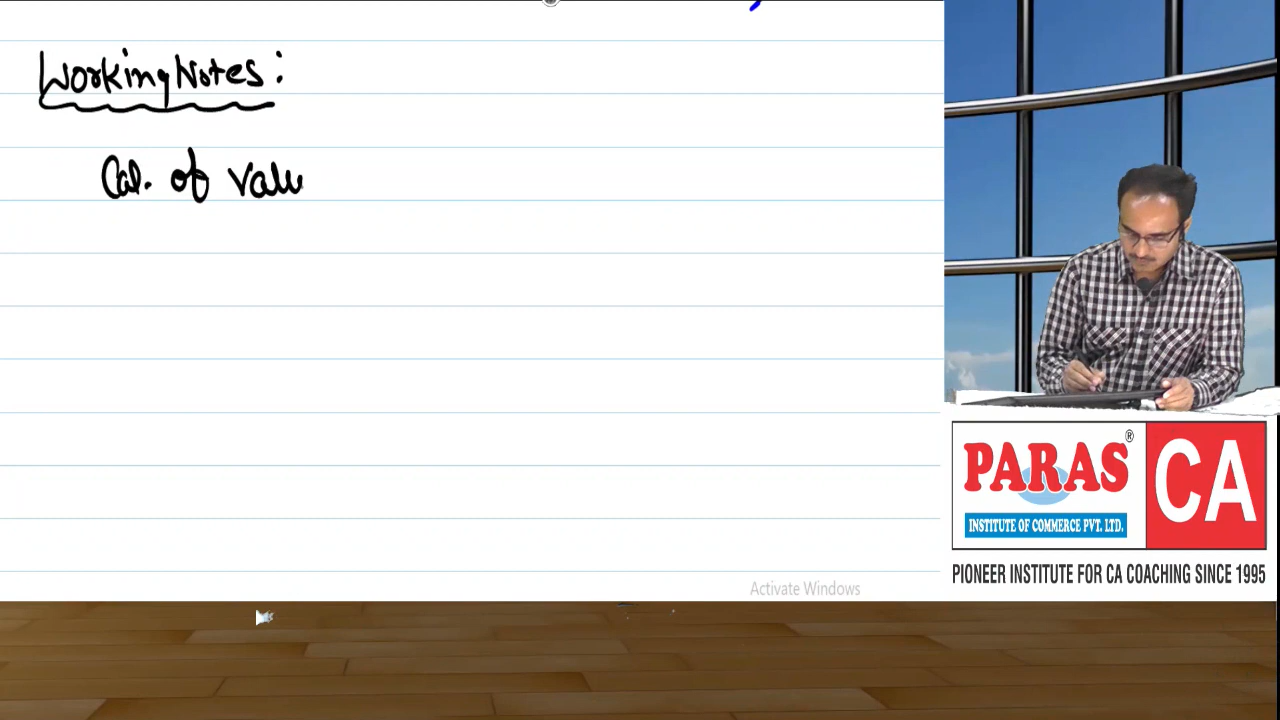 Working Notes:
Cal. of valu
PARAS®
INSTITUTE OF COMMERCE PVT. LTD.
CA
PIONEER INSTITUTE FOR CA COACHING SINCE 1995
Activate Windows